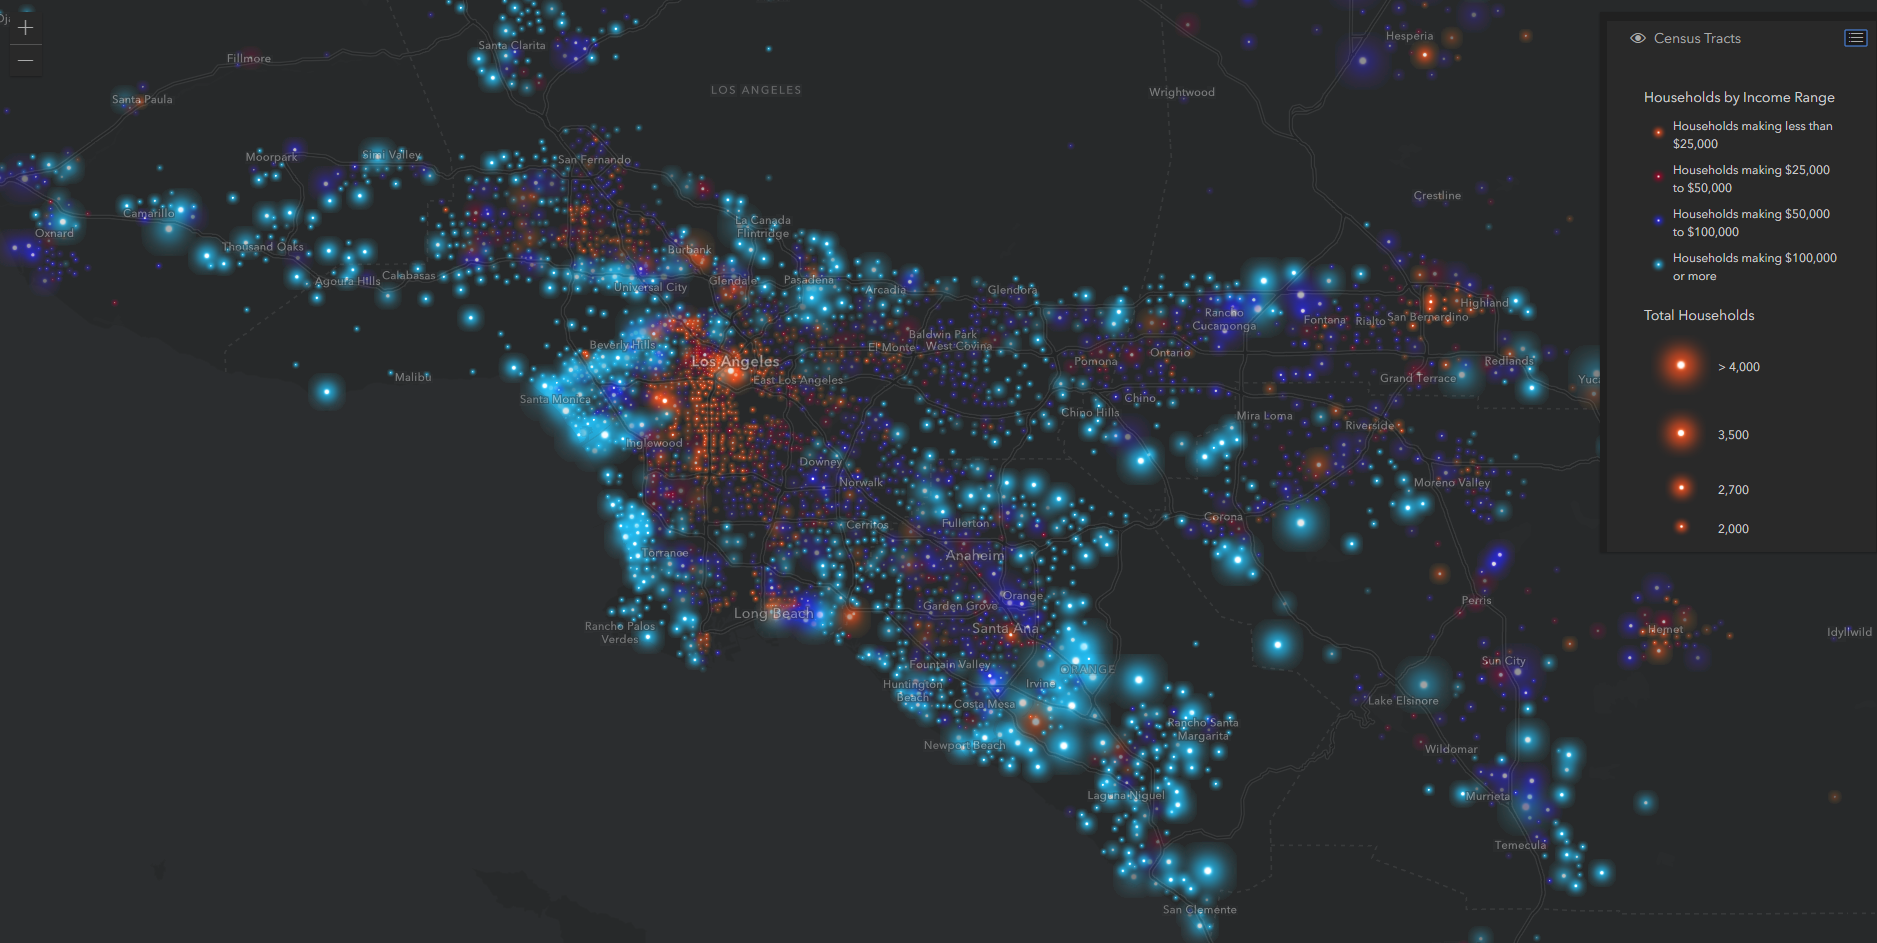 Santa Clarita
Hesperia
Fillmore
LOS ANGELES
Wrightwood
Santa Paula
Moorpark
Simi Valley
San Fernando
Crestline
Camarillo
La Canada
Flintridge
Oxnard
Thousand Oaks
Burbank
Agoura Hills
Calabasas
Universal City
Glendale
Pasadena
Arcadia
Glendora
Highland
Rancho
Cucamonga
Fontana
Rialto
San Bernardino
Beverly Hills
Baldwin Park
El Monte
West Covina
Los Angeles
Pomona
Ontario
Redlands
Malibu
East Los Angeles
Grand Terrace
Yuca
Santa Monica
Chino
Chino Hills
Mira Loma
Riverside
Inglewood
Downey
Norwalk
Moreno Valley
Cerritos
Fullerton
Corona
Torrance
Anaheim
Long Beach
Garden Grove
Orange
Perris
Rancho Palos
Verdes
Santa Ana
Hemet
Idyllwild
Fountain Valley
ORANGE
Sun City
Huntington
Beach
Irvine
Costa Mesa
Lake Elsinore
Rancho Santa
Margarita
Newport Beach
Wildomar
Laguna Niguel
Murrieta
Temecula
San Clemente
Census Tracts
Households by Income Range
Households making less than
$25,000
Households making $25,000
to $50,000
Households making $50,000
to $100,000
Households making $100,000
or more
Total Households
> 4,000
3,500
2,700
2,000